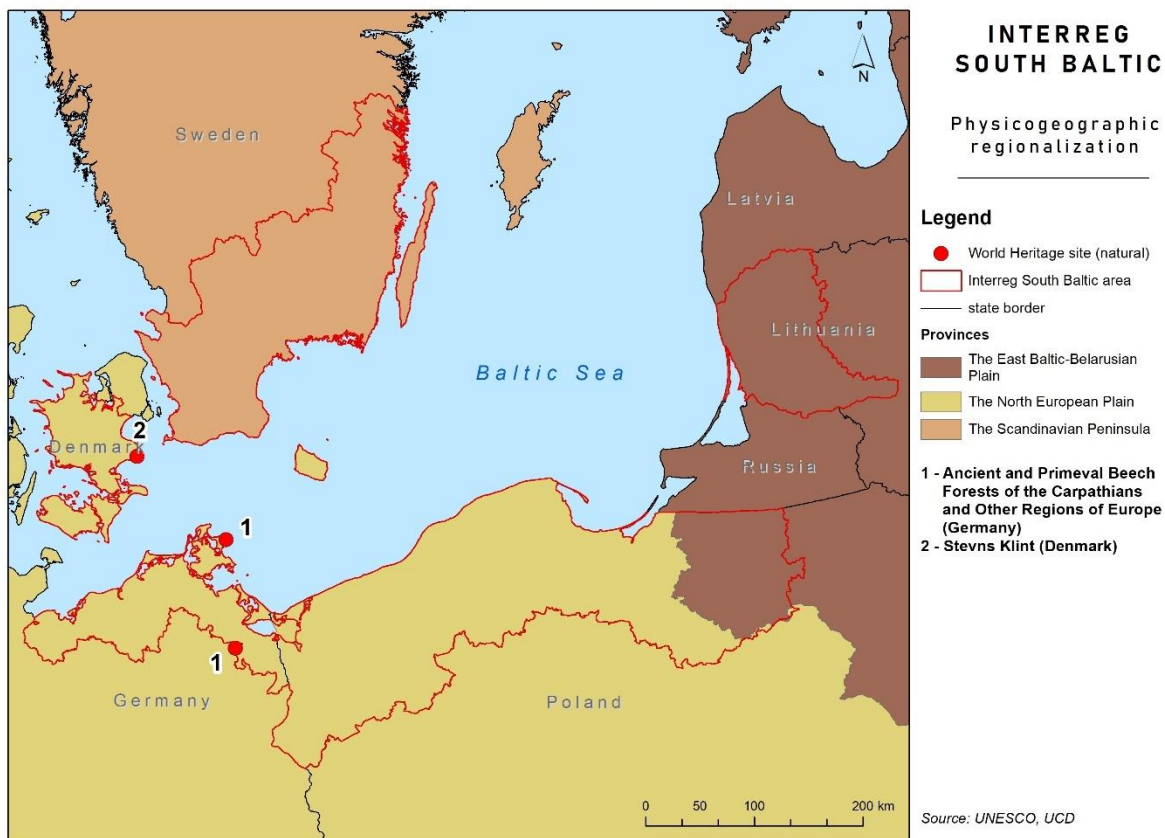 INTERREG
SOUTH BALTIC
Physicogeographic
regionalization
N
Sweden
Latvia
Lithuania
Baltic Sea
2
Denmark
Russia
1
1
Germany
Poland
Legend
World Heritage site (natural)
Interreg South Baltic area
state border
Provinces
The East Baltic-Belarusian
Plain
The North European Plain
The Scandinavian Peninsula
1 - Ancient and Primeval Beech
Forests of the Carpathians
and Other Regions of Europe
(Germany)
2 - Stevns Klint (Denmark)
0 50 100 200 km
Source: UNESCO, UCD